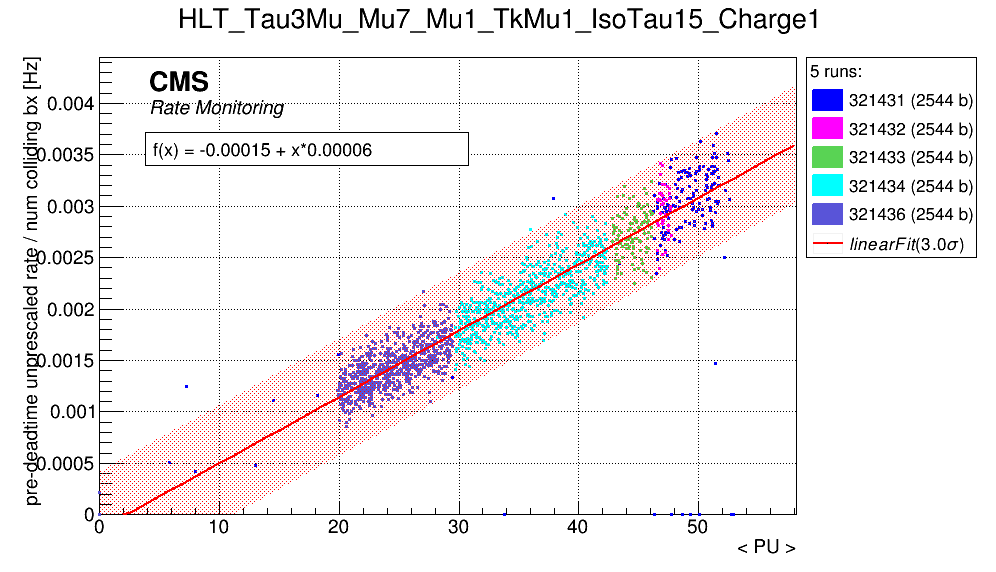 HLT_Tau3Mu_Mu7_Mu1_TkMu1_IsoTau15_Charge1
pre-deadtime unprescaled rate / num colliding bx [Hz]
CMS
Rate Monitoring
f(x) = -0.00015 + x*0.00006
0.004
0.0035
0.003
0.0025
0.002
0.0015
0.001
0.0005
0
0 10 20 30 40 50
< PU >
5 runs:
321431 (2544 b)
321432 (2544 b)
321433 (2544 b)
321434 (2544 b)
321436 (2544 b)
linearFit(3.0σ)